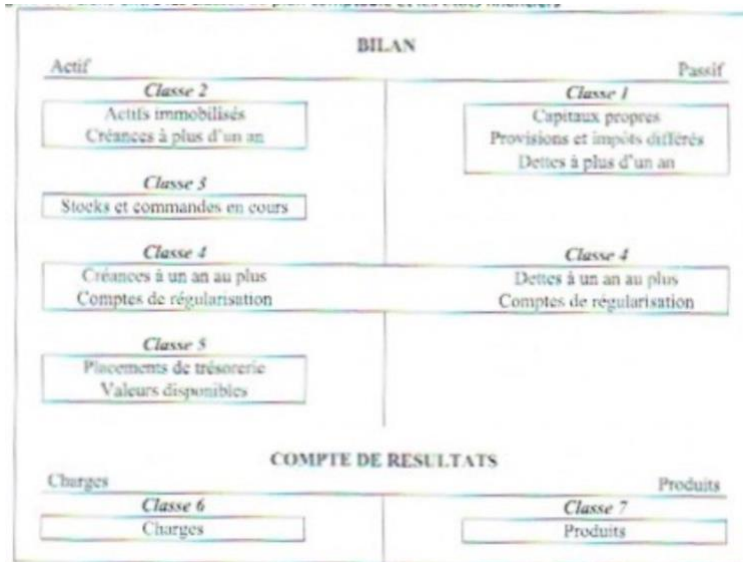 BILAN
Actif
Passif
Classe 2
Actifs immobilisés
Créances à plus d'un an
Classe 1
Capitaux propres
Provisions et impôts différés
Dettes à plus d'un an
Classe 3
Stocks et commandes en cours
Classe 4
Créances à un an au plus
Comptes de régularisation
Classe 4
Dettes à un an au plus
Comptes de régularisation
Classe 5
Placements de trésorerie
Valeurs disponibles
COMPTE DE RESULTATS
Charges
Produits
Classe 6
Charges
Classe 7
Produits